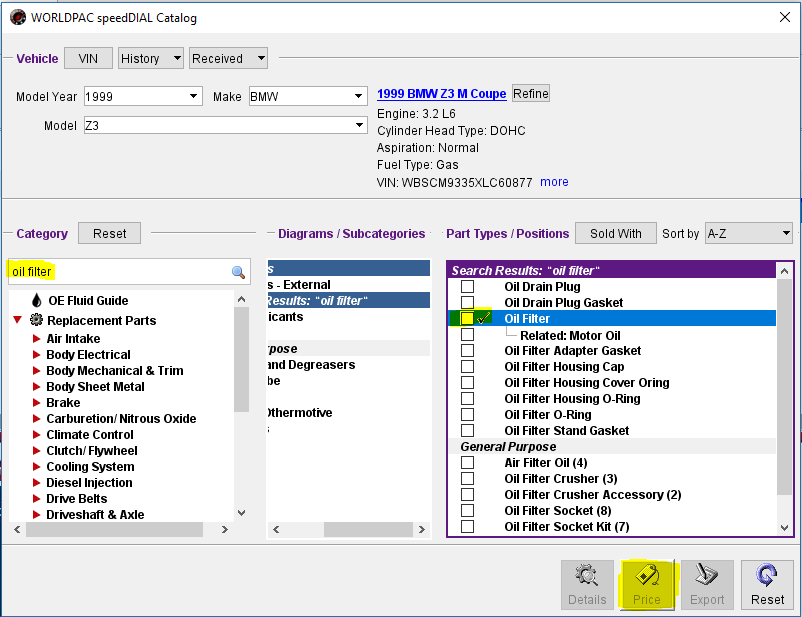 WORLDPAC speedDIAL Catalog
Vehicle VIN History Received
Model Year 1999 Make BMW 1999 BMW Z3 M Coupe Refine
Engine: 3.2 L6
Model Z3
Cylinder Head Type: DOHC
Aspiration: Normal
Fuel Type: Gas
VIN: WBSCM9335XLC60877 more
Category Reset
oil filter
OE Fluid Guide
Replacement Parts
Air Intake
Body Electrical
Body Mechanical & Trim
Body Sheet Metal
Brake
Carburetion/Nitrous Oxide
Climate Control
Clutch/Flywheel
Cooling System
Diesel Injection
Drive Belts
Driveshaft & Axle
Diagrams / Subcategories
s
s - External
Results: "oil filter"
icants
rpose
and Degreasers
be
Othermotive
s
Part Types / Positions Sold With Sort by A-Z
Search Results: "oil filter"
Oil Drain Plug
Oil Drain Plug Gasket
Oil Filter
Related: Motor Oil
Oil Filter Adapter Gasket
Oil Filter Housing Cap
Oil Filter Housing Cover Oring
Oil Filter Housing O-Ring
Oil Filter O-Ring
Oil Filter Stand Gasket
General Purpose
Air Filter Oil (4)
Oil Filter Crusher (3)
Oil Filter Crusher Accessory (2)
Oil Filter Socket (8)
Oil Filter Socket Kit (7)
Details Price Export Reset